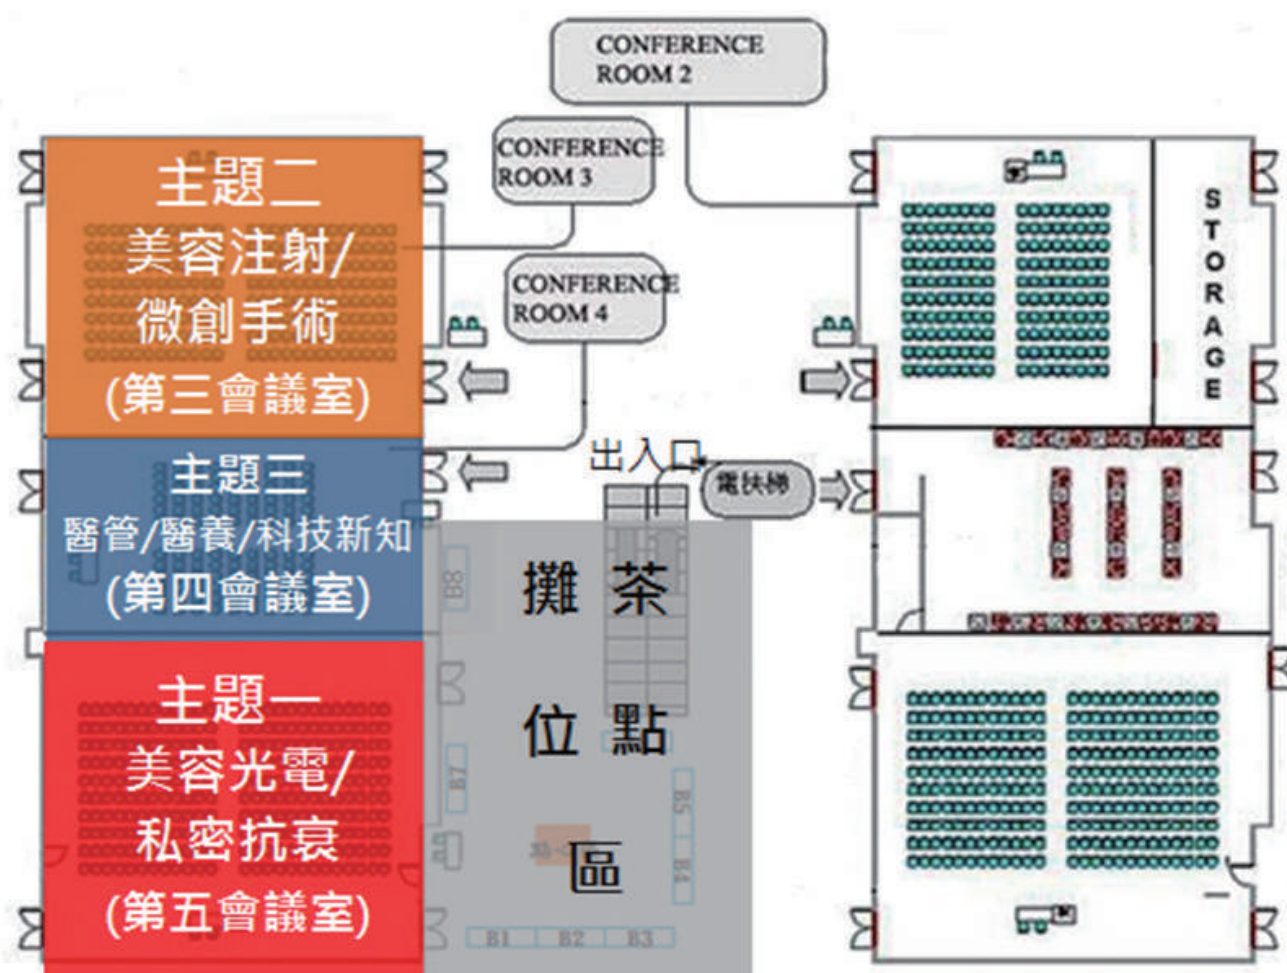 CONFERENCE
ROOM 2
CONFERENCE
ROOM 3
CONFERENCE
ROOM 4
主題二
美容注射/
微創手術
(第三會議室)
主題三
醫管/醫養/科技新知
(第四會議室)
主題一
美容光電/
私密抗衰
(第五會議室)
出入口
電扶梯
攤 茶
位 點
區
B8
B7
B5
B4
B1
B2
B3
STORAGE